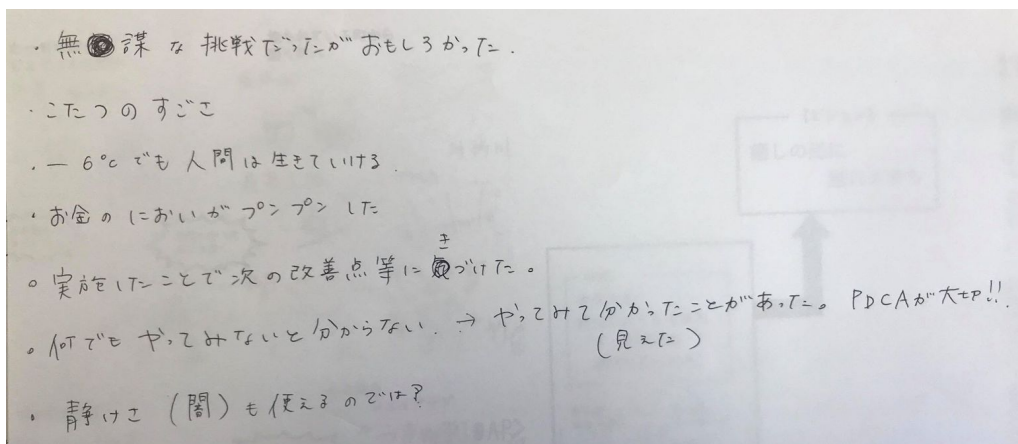 ・無謀な挑戦だったがおもしろかった.
・こたつのすごさ
・－6℃でも人間は生きていける.
・お金のにおいがプンプンした
。実施したことで次の改善点等にきづけた。
。何でもやってみないと分からない. → やってみて分かったことがあった。PDCAが大切!!
(見えた)
・静けさ(闇)も使えるのでは?